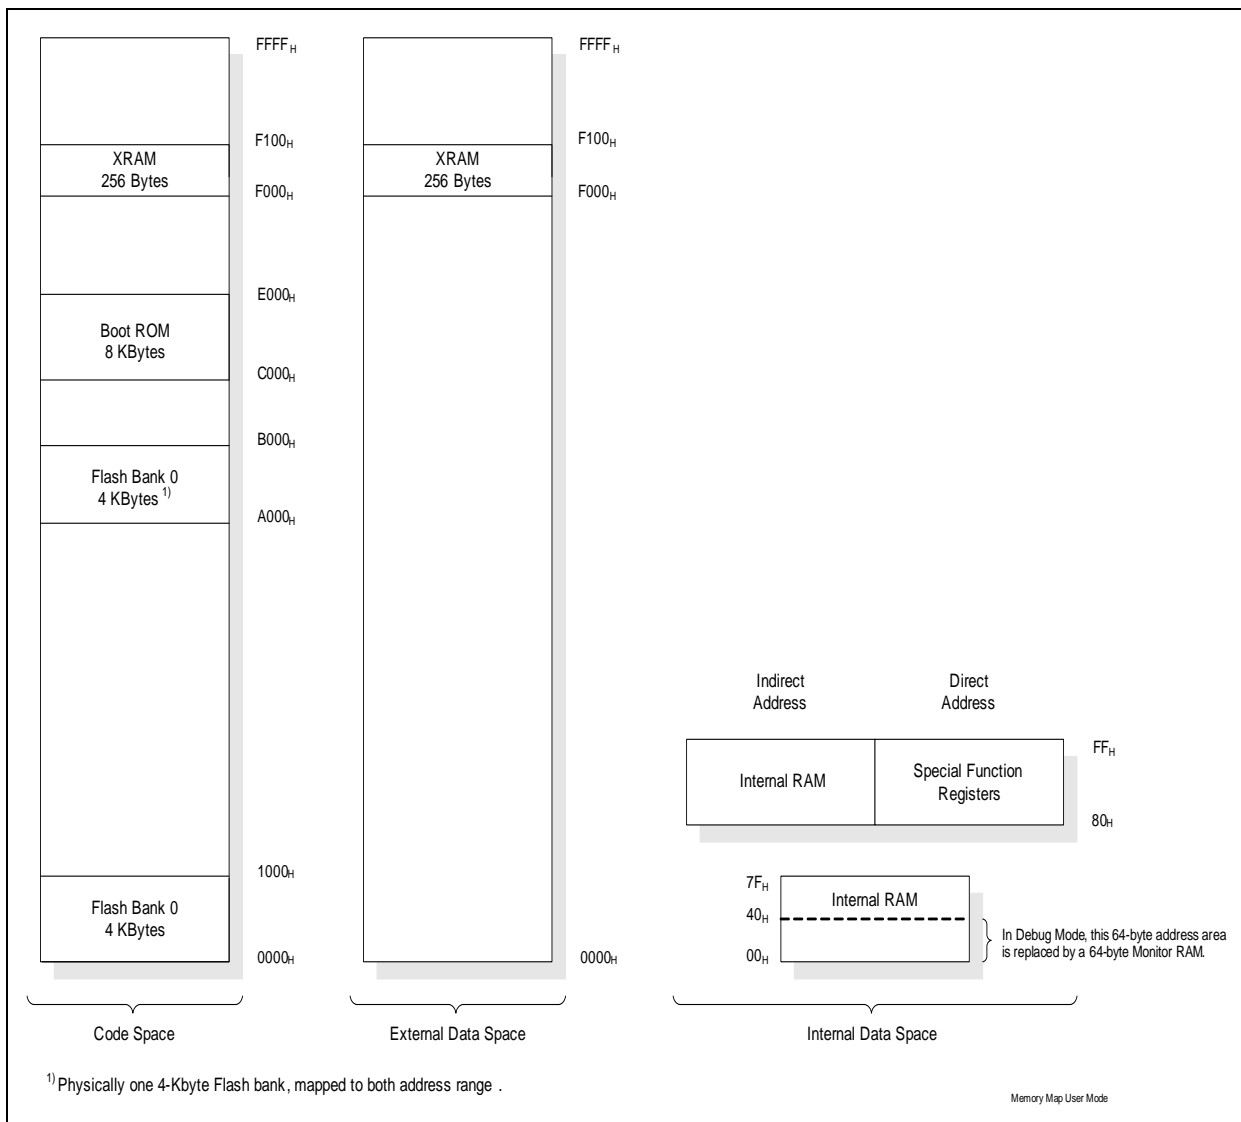 FFFFH
F100H
XRAM
256 Bytes
F000H
E000H
Boot ROM
8 KBytes
C000H
B000H
Flash Bank 0
4 KBytes 1)
A000H
1000H
Flash Bank 0
4 KBytes
0000H
Code Space
FFFFH
F100H
XRAM
256 Bytes
F000H
0000H
External Data Space
Indirect
Address
Direct
Address
Internal RAM
Special Function
Registers
FFH
80H
7FH
Internal RAM
40H
00H
In Debug Mode, this 64-byte address area
is replaced by a 64-byte Monitor RAM.
Internal Data Space
1) Physically one 4-Kbyte Flash bank, mapped to both address range .
Memory Map User Mode